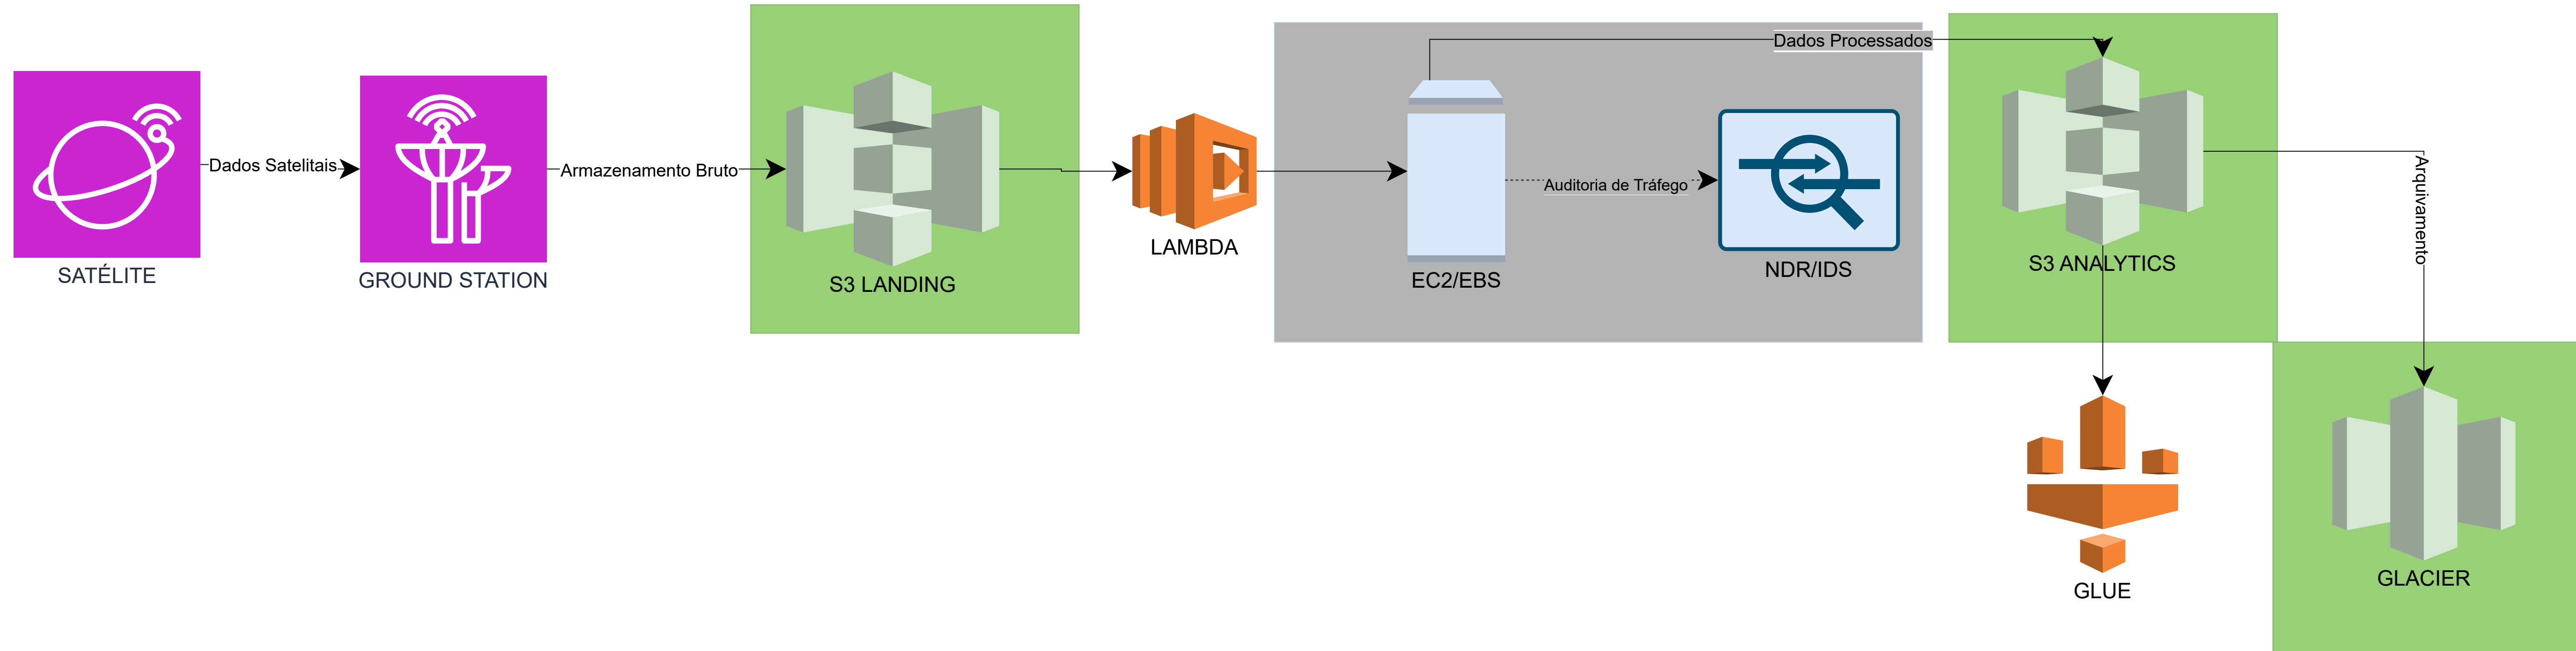 SATÉLITE
Dados Satelitais
GROUND STATION
Armazenamento Bruto
S3 LANDING
LAMBDA
EC2/EBS
Auditoria de Tráfego
NDR/IDS
Dados Processados
S3 ANALYTICS
Arquivamento
GLUE
GLACIER